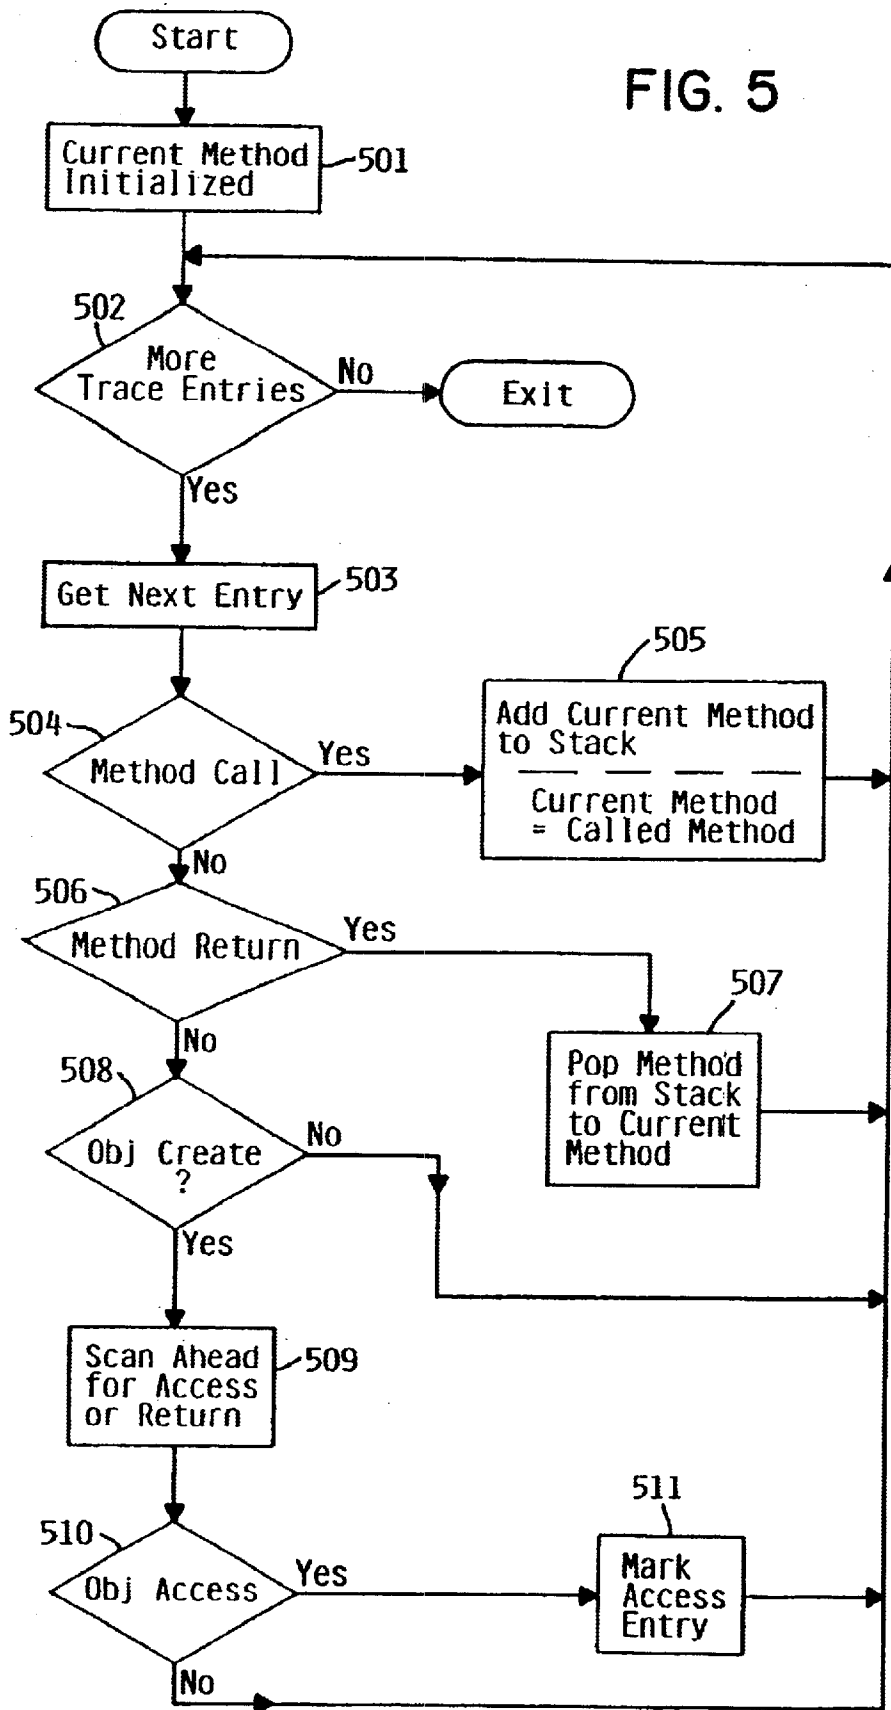 Start
FIG. 5
Current Method
Initialized
501
502
More
Trace Entries
No
Exit
Yes
Get Next Entry
503
504
Method Call
Yes
505
Add Current Method
to Stack
Current Method
= Called Method
No
506
Method Return
Yes
507
Pop Method
from Stack
to Current
Method
No
508
Obj Create
?
No
Yes
Scan Ahead
for Access
or Return
509
510
Obj Access
Yes
511
Mark
Access
Entry
No